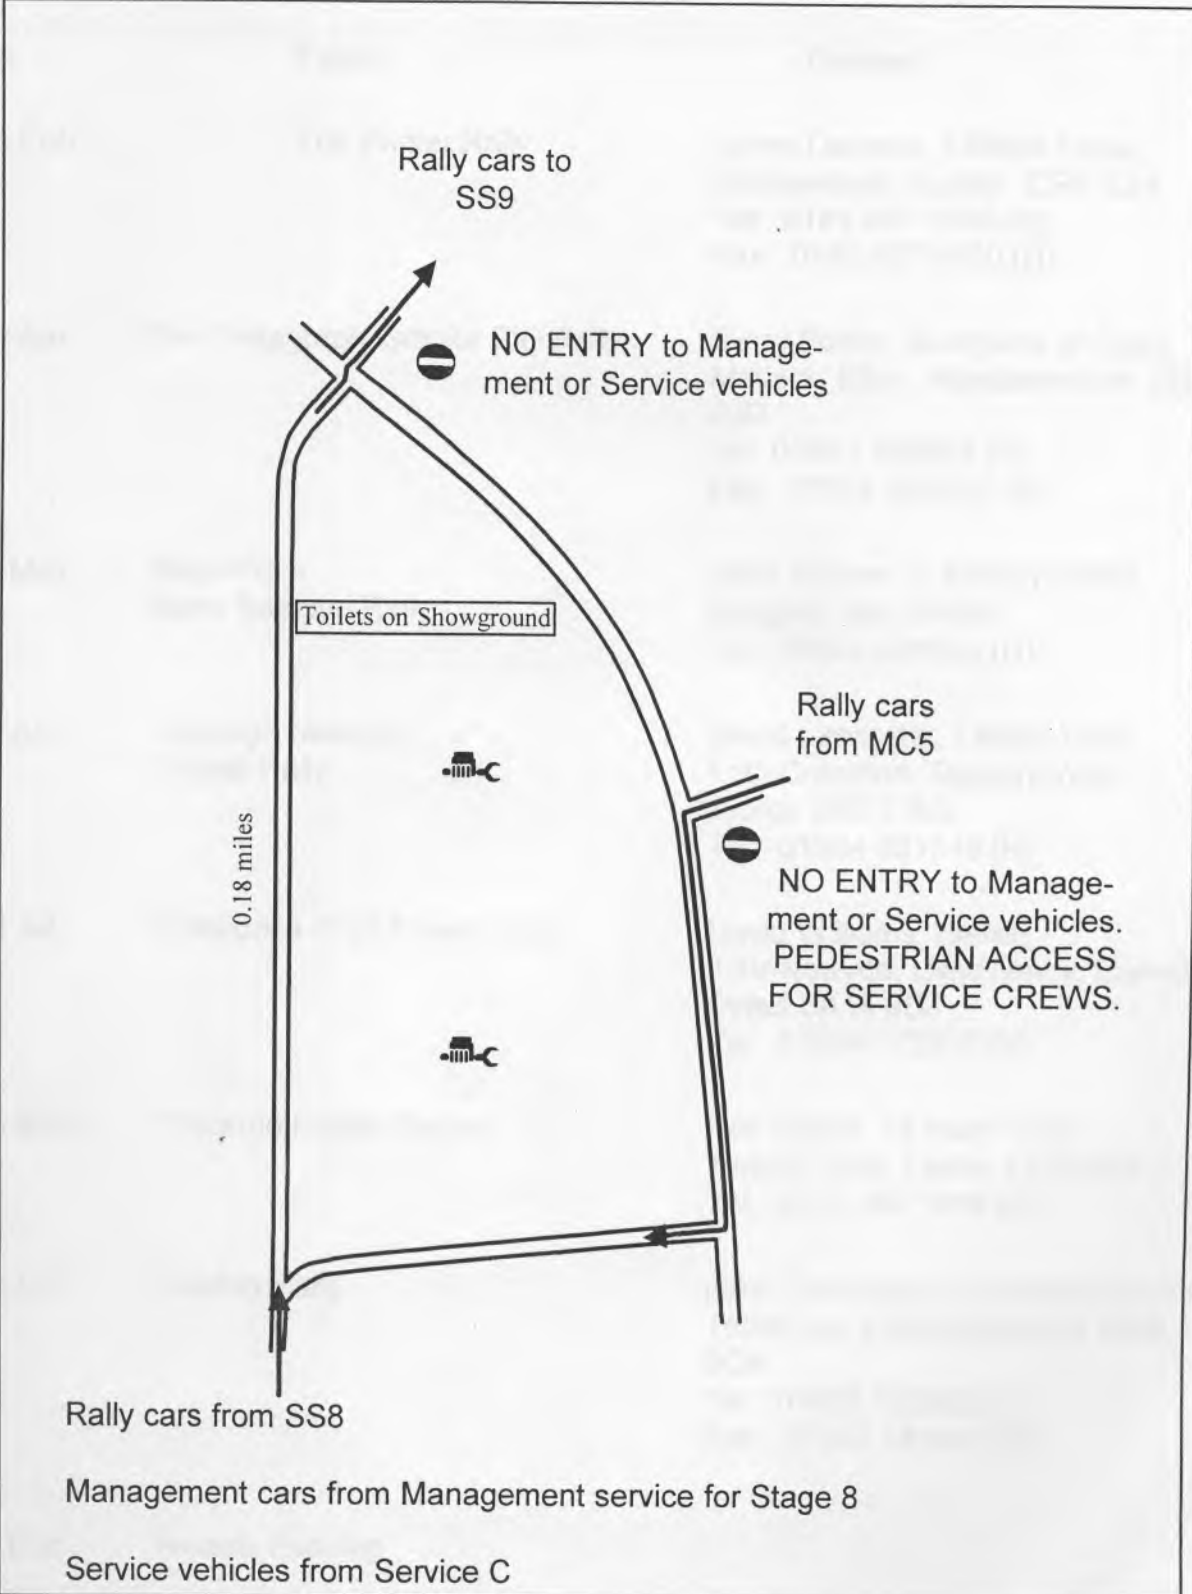 Rally cars to
SS9
NO ENTRY to Manage-
ment or Service vehicles
Toilets on Showground
Rally cars
from MC5
0.18 miles
NO ENTRY to Manage-
ment or Service vehicles.
PEDESTRIAN ACCESS
FOR SERVICE CREWS.
Rally cars from SS8
Management cars from Management service for Stage 8
Service vehicles from Service C